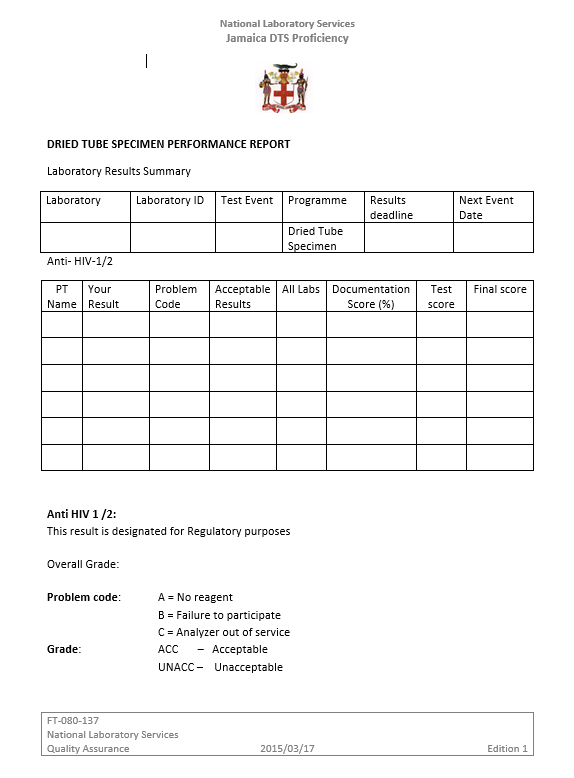 National Laboratory Services
Jamaica DTS Proficiency
DRIED TUBE SPECIMEN PERFORMANCE REPORT
Laboratory Results Summary
Laboratory Laboratory ID Test Event Programme Results deadline Next Event Date
Dried Tube Specimen
Anti- HIV-1/2
PT Name Your Result Problem Code Acceptable Results All Labs Documentation Score (%) Test score Final score
Anti HIV 1 /2:
This result is designated for Regulatory purposes
Overall Grade:
Problem code: A = No reagent
B = Failure to participate
C = Analyzer out of service
Grade: ACC – Acceptable
UNACC – Unacceptable
FT-080-137
National Laboratory Services
Quality Assurance 2015/03/17 Edition 1